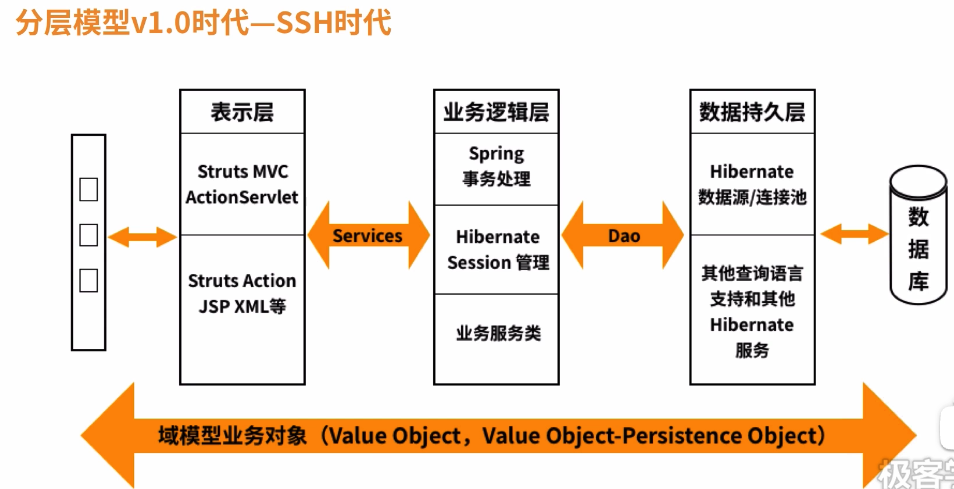 分层模型v1.0时代—SSH时代
表示层
Struts MVC
ActionServlet
Struts Action
JSP XML等
Services
业务逻辑层
Spring
事务处理
Hibernate
Session 管理
业务服务类
Dao
数据持久层
Hibernate
数据源/连接池
其他查询语言
支持和其他
Hibernate
服务
数
据
库
域模型业务对象（Value Object，Value Object-Persistence Object）
极客